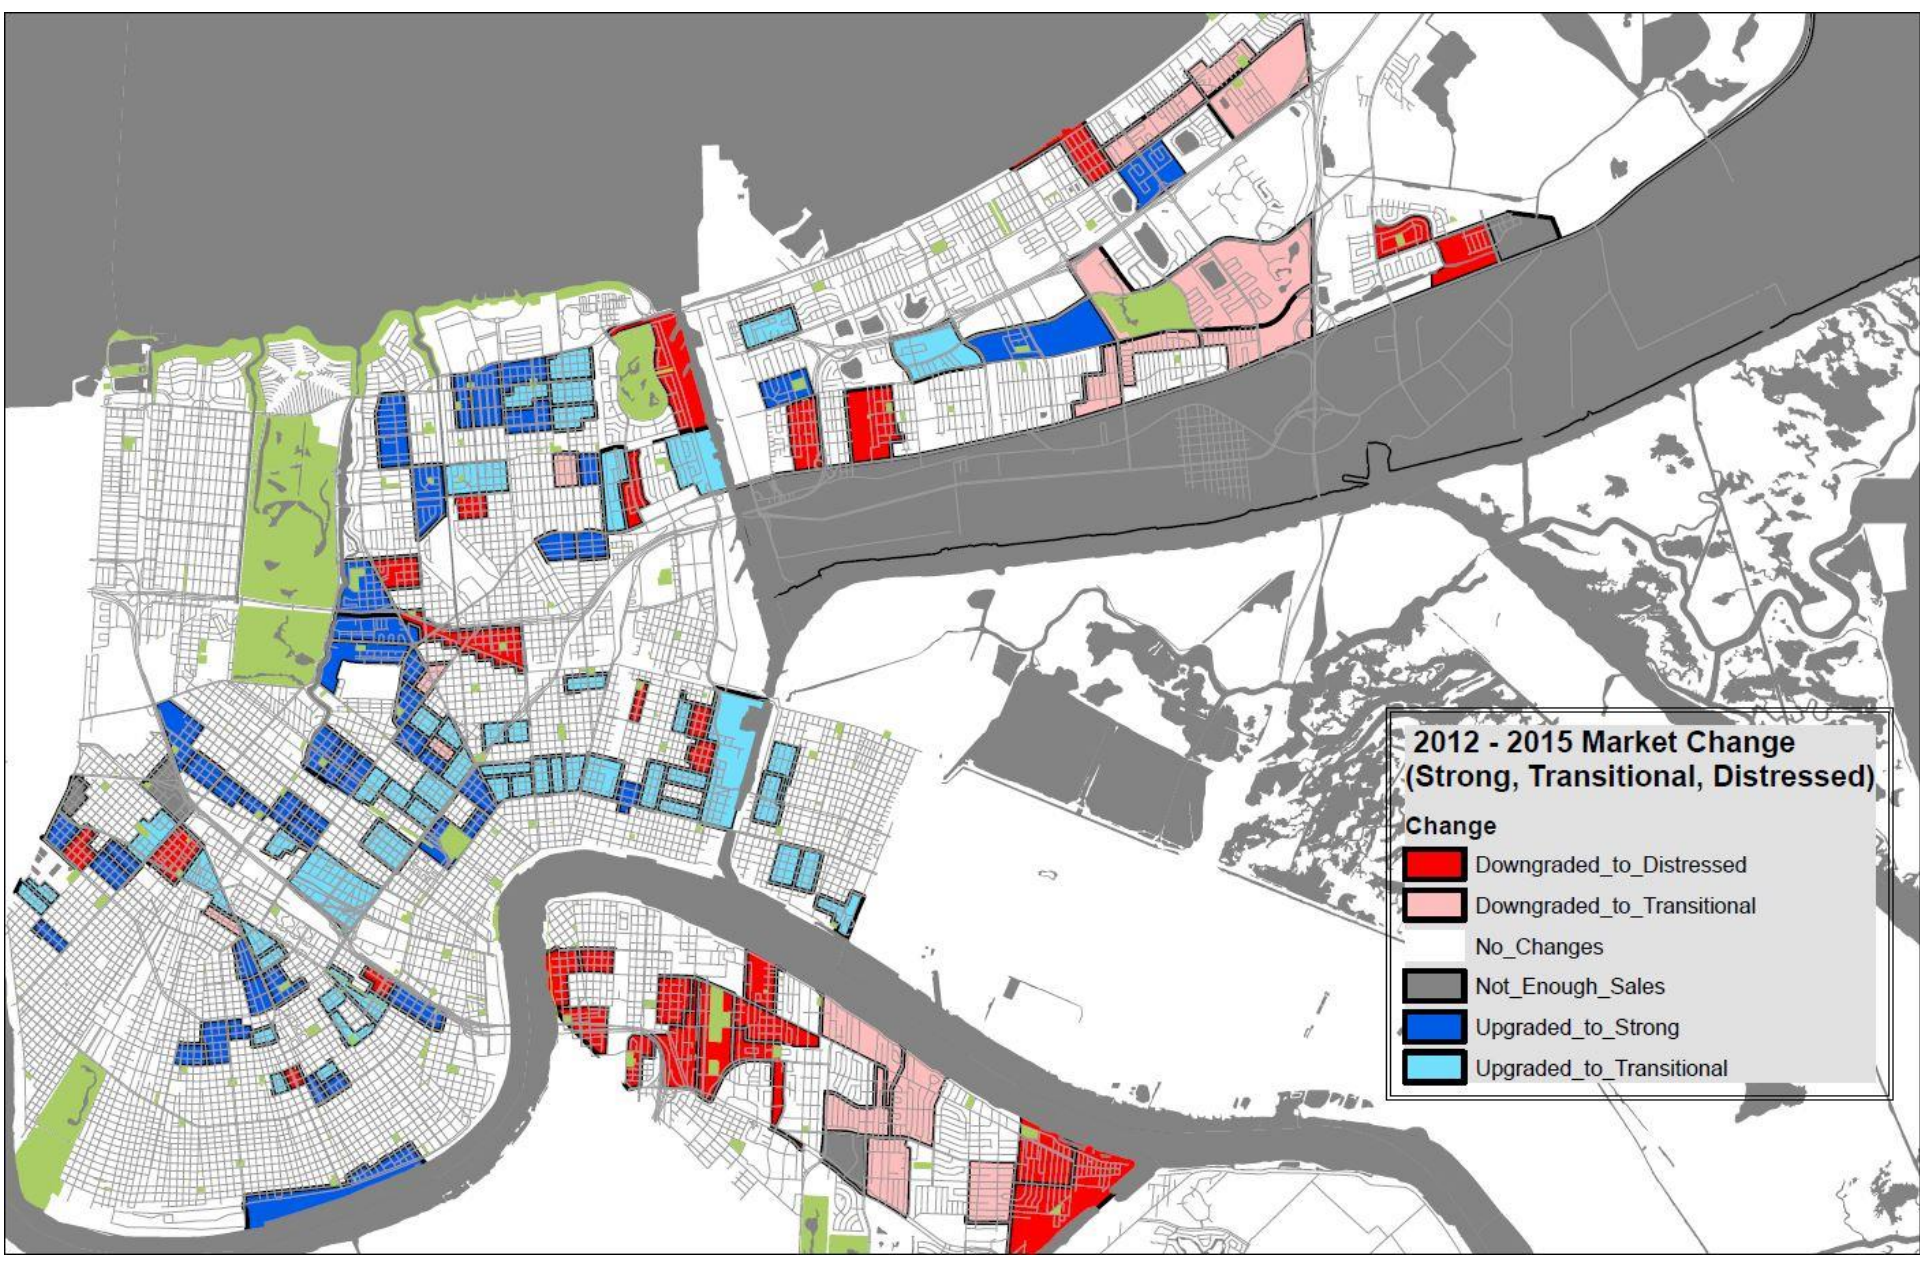 2012 - 2015 Market Change
(Strong, Transitional, Distressed)
Change
Downgraded_to_Distressed
Downgraded_to_Transitional
No_Changes
Not_Enough_Sales
Upgraded_to_Strong
Upgraded_to_Transitional